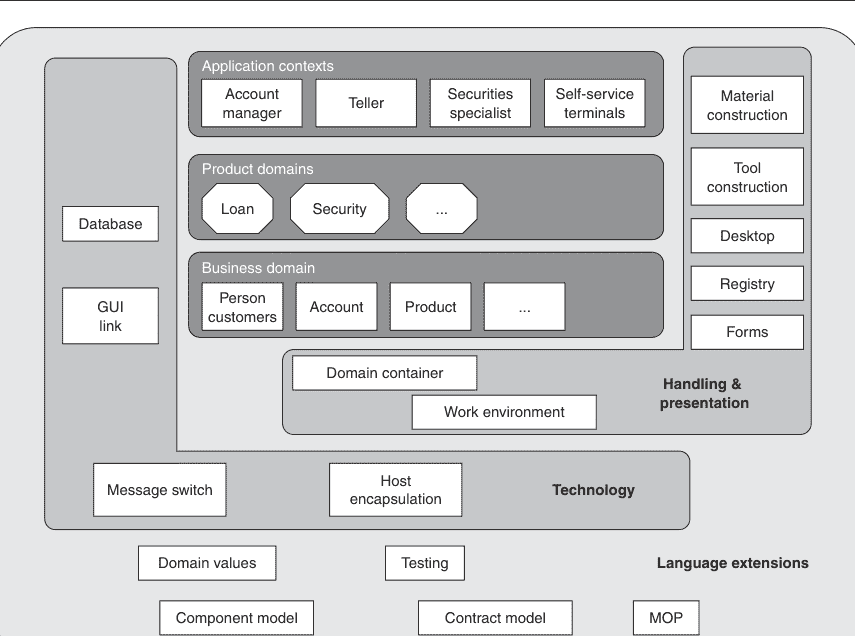 Application contexts
Account
manager
Teller
Securities
specialist
Self-service
terminals
Product domains
Loan
Security
...
Business domain
Person
customers
Account
Product
...
Database
GUI
link
Material
construction
Tool
construction
Desktop
Registry
Forms
Domain container
Work environment
Handling &
presentation
Message switch
Host
encapsulation
Technology
Domain values
Testing
Language extensions
Component model
Contract model
MOP